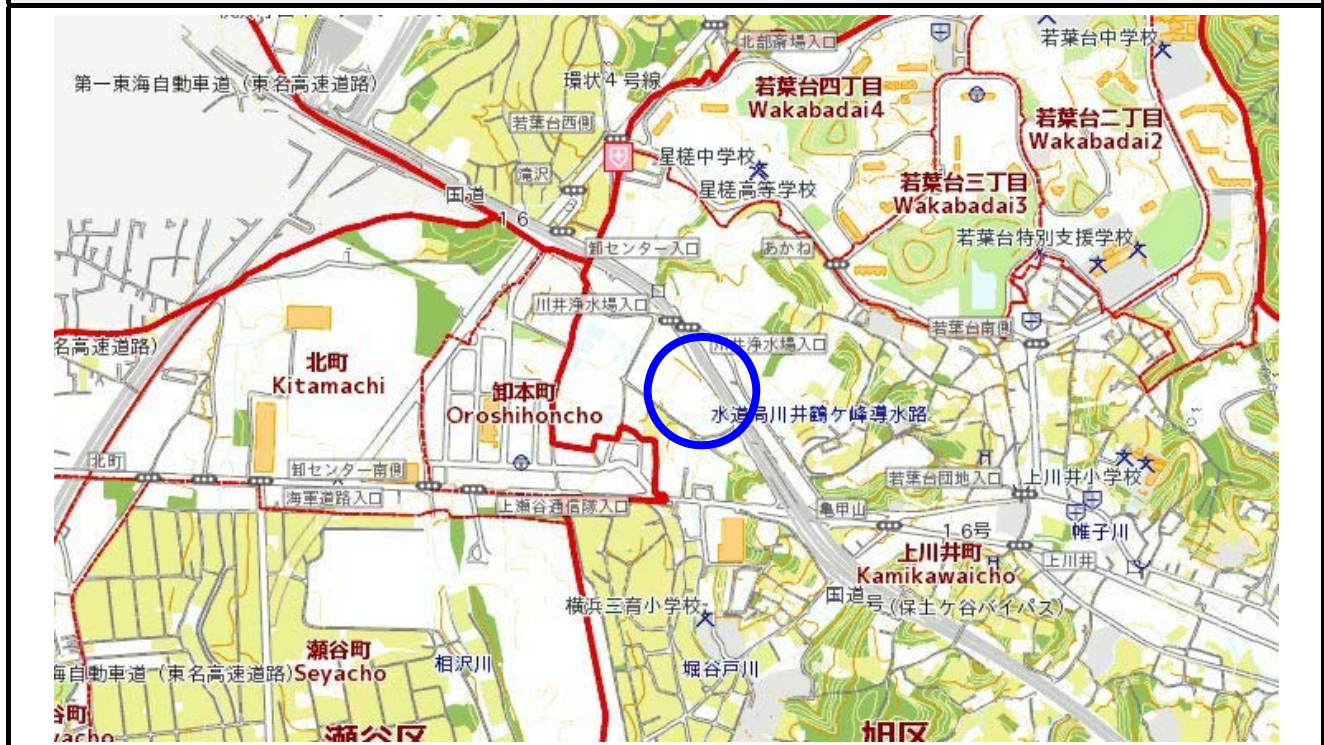 北部斎場入口
若葉台中学校
第一東海自動車道（東名高速道路）
環状4号線
若葉台四丁目
Wakabadai4
若葉台西側
若葉台二丁目
Wakabadai2
星槎中学校
滝沢
星槎高等学校
若葉台三丁目
Wakabadai3
国道
16
卸センター入口
あかね
若葉台特別支援学校
川井浄水場入口
若葉台南側
名高速道路）
川井浄水場入口
北町
Kitamachi
卸本町
Oroshihoncho
水道局川井鶴ケ峰導水路
北町
卸センター南側
若葉台団地入口
上川井小学校
海軍道路入口
上瀬谷通信隊入口
亀甲山
16号
帷子川
上川井町
Kamikawaicho
上川井
国道
号（保土ケ谷バイパス）
横浜三育小学校
瀬谷町
Seyacho
相沢川
堀谷戸川
海自動車道（東名高速道路）
谷町
yacho
瀬谷区
旭区